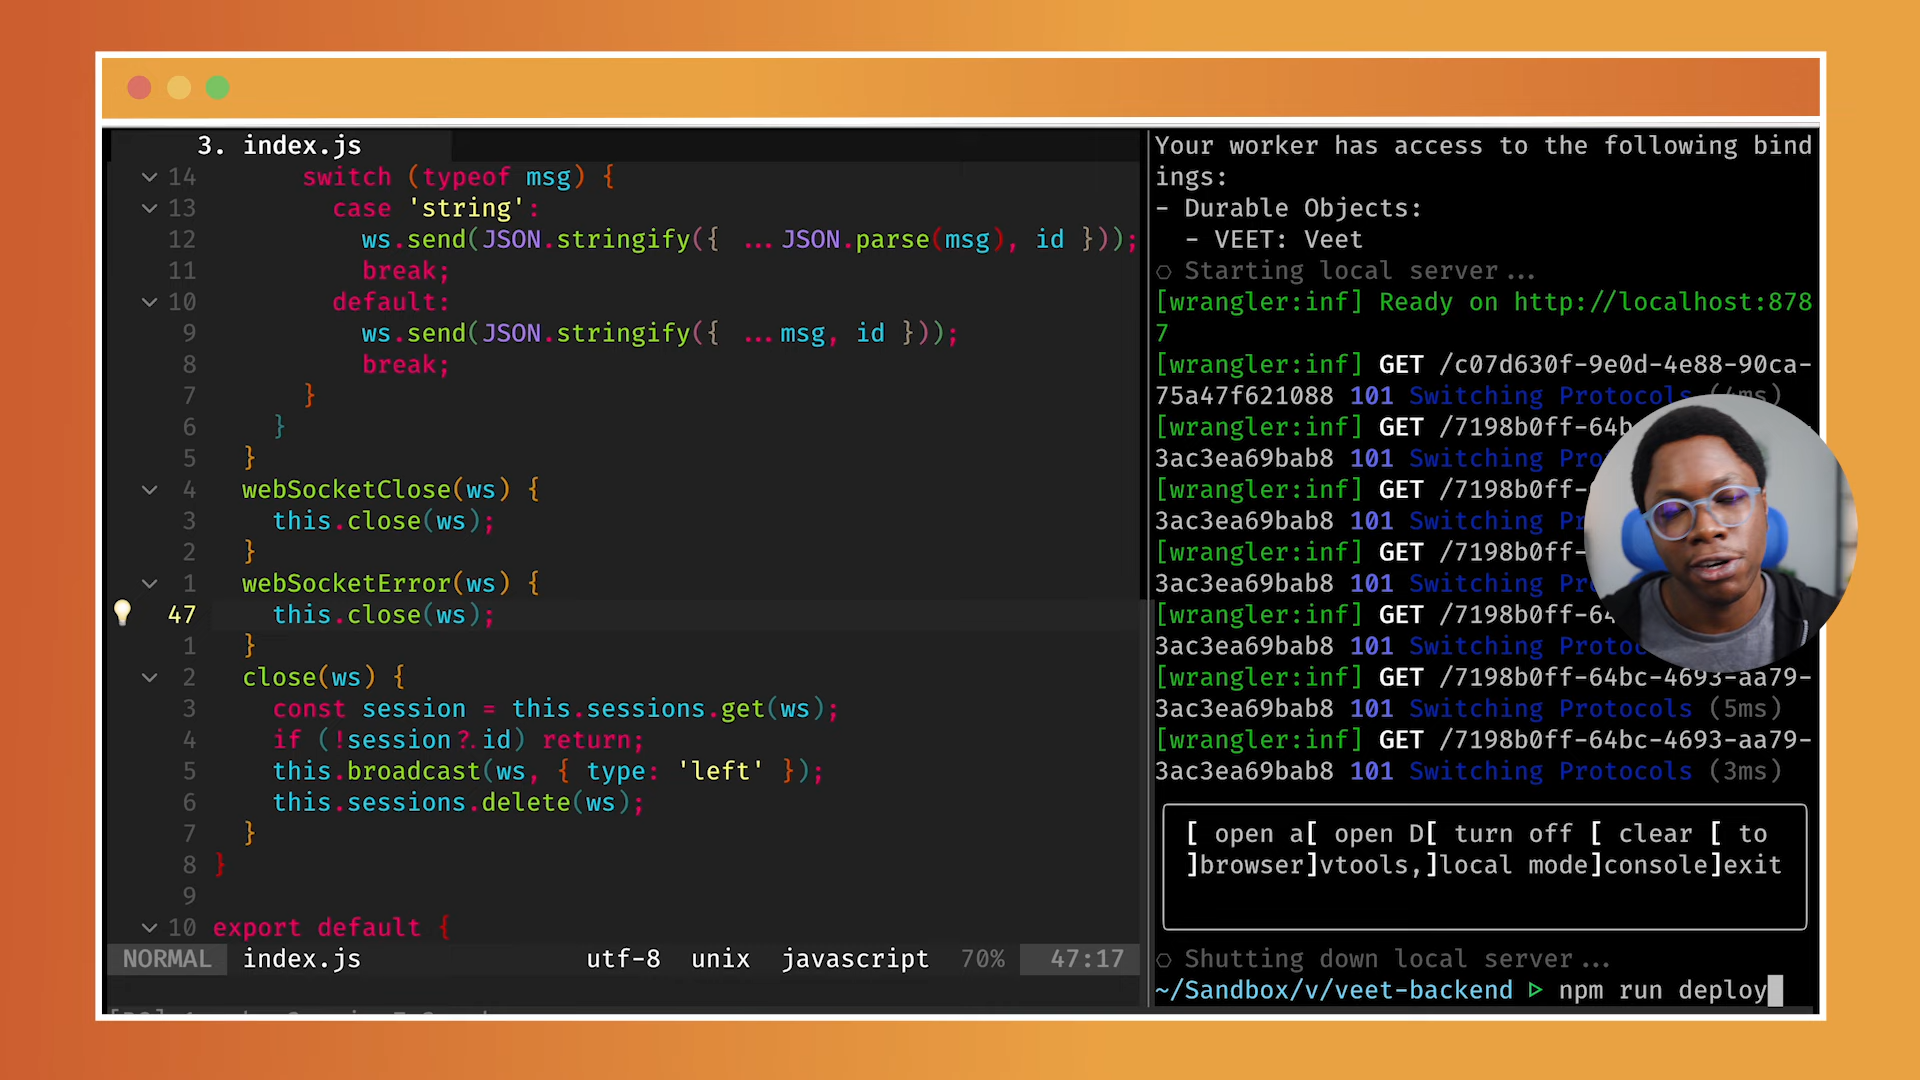 3. index.js
14 switch (typeof msg) {
13 case 'string':
12 ws.send(JSON.stringify({ ...JSON.parse(msg), id }));
11 break;
10 default:
9 ws.send(JSON.stringify({ ...msg, id }));
8 break;
7 }
6 }
5 }
4 webSocketClose(ws) {
3 this.close(ws);
2 }
1 webSocketError(ws) {
47 this.close(ws);
1 }
2 close(ws) {
3 const session = this.sessions.get(ws);
4 if (!session?.id) return;
5 this.broadcast(ws, { type: 'left' });
6 this.sessions.delete(ws);
7 }
8 }
9
10 export default {
NORMAL index.js utf-8 unix javascript 70% 47:17
Your worker has access to the following bind
ings:
- Durable Objects:
- VEET: Veet
Starting local server...
[wrangler:inf] Ready on http://localhost:878
7
[wrangler:inf] GET /c07d630f-9e0d-4e88-90ca-
75a47f621088 101 Switching Protocols (4ms)
[wrangler:inf] GET /7198b0ff-64b
3ac3ea69bab8 101 Switching Pro
[wrangler:inf] GET /7198b0ff-
3ac3ea69bab8 101 Switching Pr
[wrangler:inf] GET /7198b0ff-
3ac3ea69bab8 101 Switching Pr
[wrangler:inf] GET /7198b0ff-64
3ac3ea69bab8 101 Switching Proto
[wrangler:inf] GET /7198b0ff-64bc-4693-aa79-
3ac3ea69bab8 101 Switching Protocols (5ms)
[wrangler:inf] GET /7198b0ff-64bc-4693-aa79-
3ac3ea69bab8 101 Switching Protocols (3ms)
[ open a[ open D[ turn off [ clear [ to
]browser]vtools,]local mode]console]exit
Shutting down local server...
~/Sandbox/v/veet-backend ▷ npm run deploy